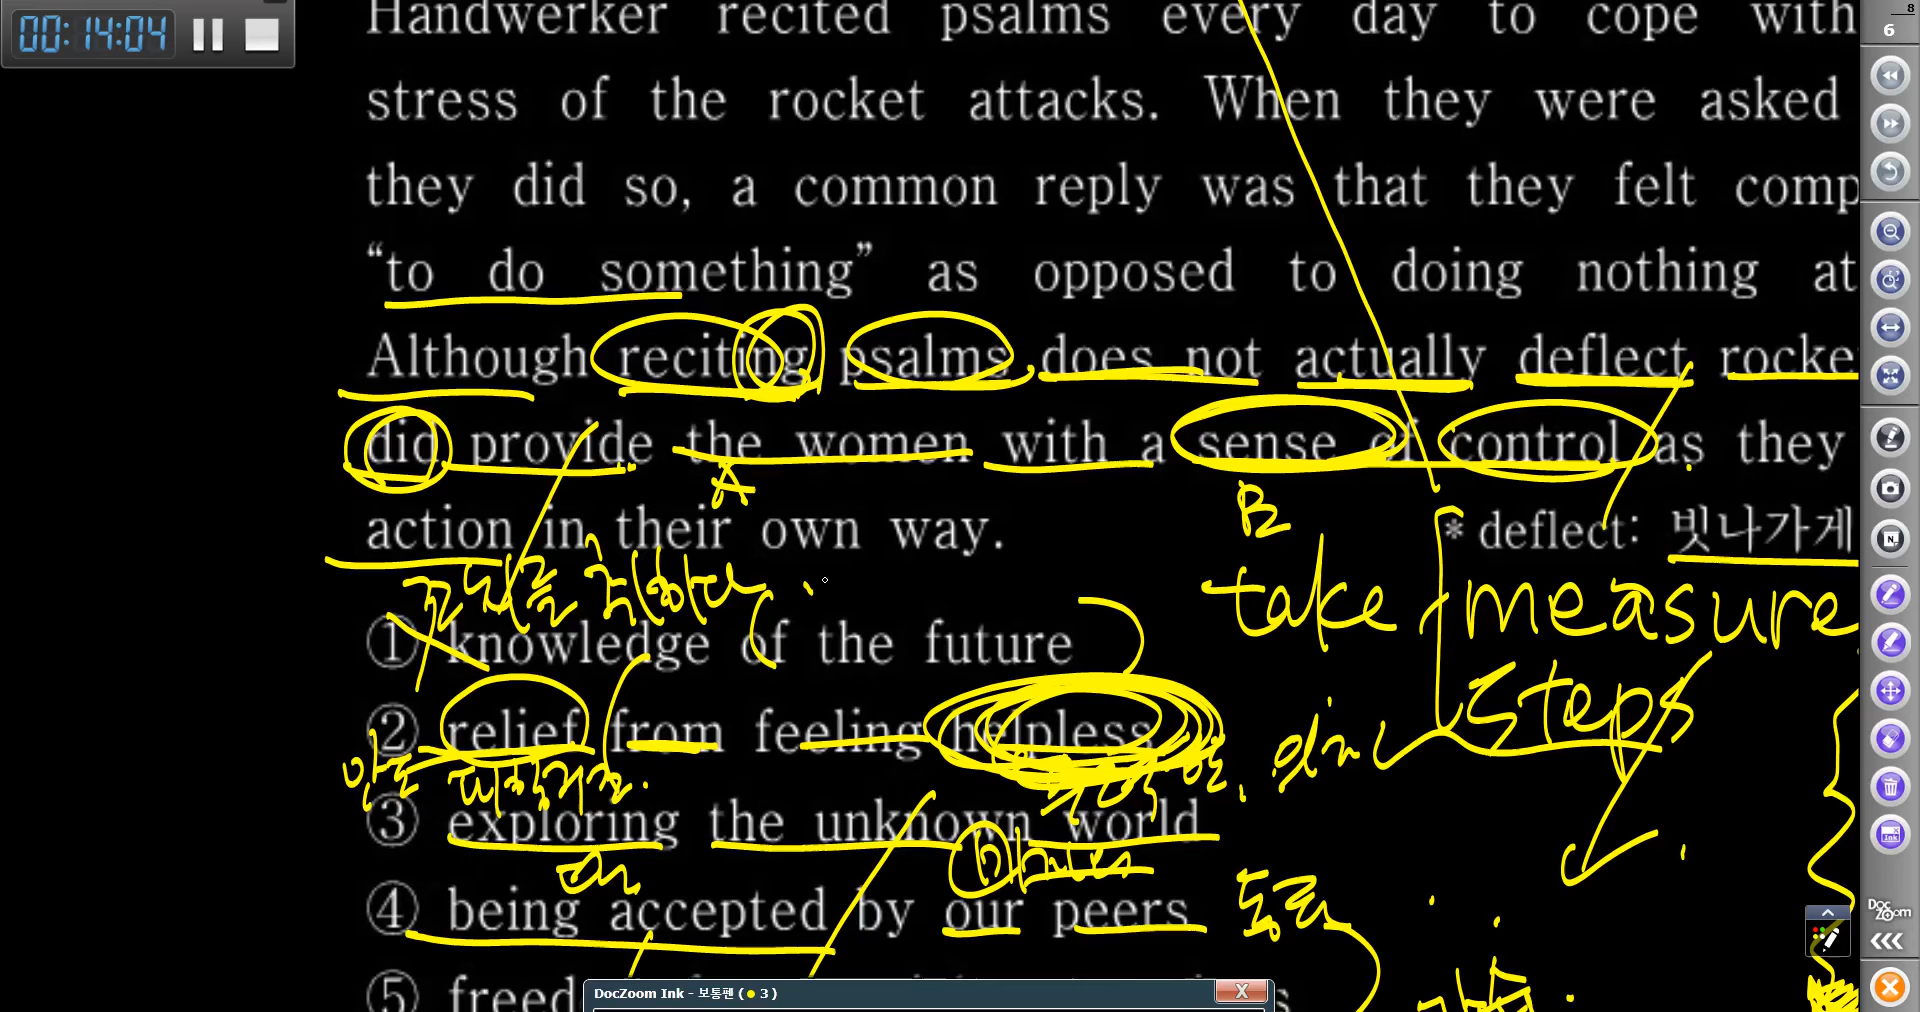 00:14:04
8
6
Handwerker recited psalms every day to cope with
stress of the rocket attacks. When they were asked
they did so, a common reply was that they felt comp
“to do something” as opposed to doing nothing at
Although reciting psalms does not actually deflect rocke
did provide the women with a sense of control as they
A
B
action in their own way.
* deflect: 빗나가게
take measure
① knowledge of the future
steps
② relief from feeling helpless
③ exploring the unknown world
④ being accepted by our peers
⑤ freed
Doc
Zoom
DocZoom Ink - 보통펜 ( 3 )